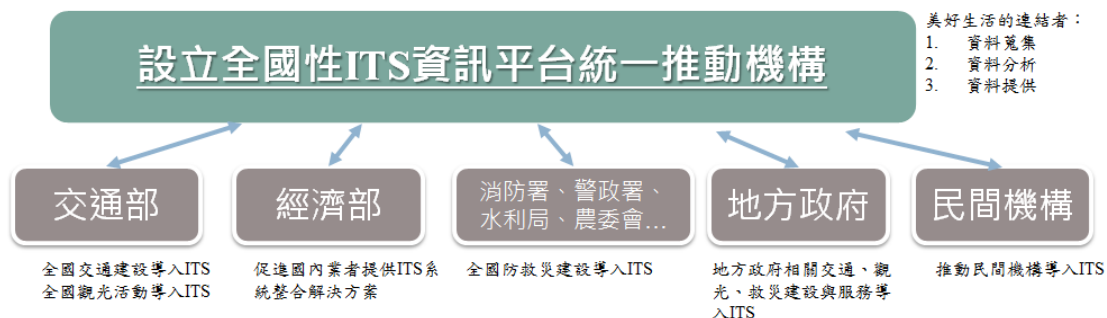 美好生活的連結者：
1. 資料蒐集
2. 資料分析
3. 資料提供
設立全國性ITS資訊平台統一推動機構
交通部
全國交通建設導入ITS
全國觀光活動導入ITS
經濟部
促進國內業者提供ITS系
統整合解決方案
消防署、警政署、
水利局、農委會...
全國防救災建設導入ITS
地方政府
地方政府相關交通、觀
光、救災建設與服務導
入ITS
民間機構
推動民間機構導入ITS